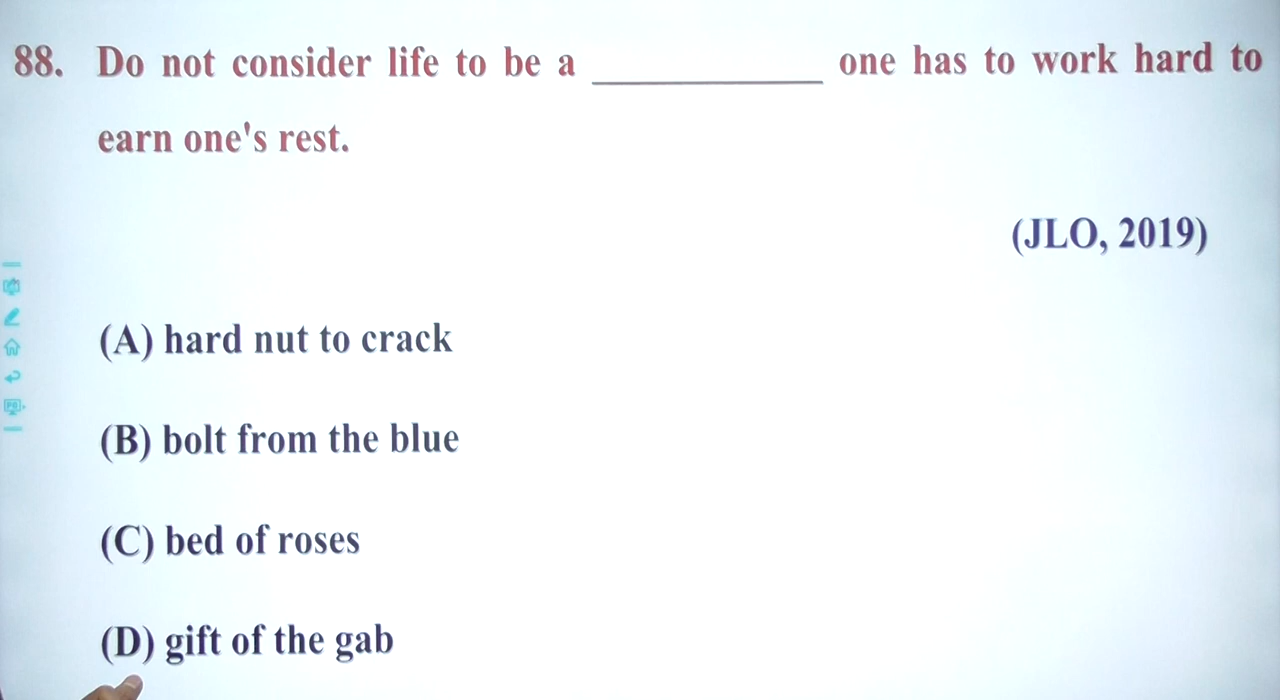 88. Do not consider life to be a __________ one has to work hard to
earn one's rest.
(JLO, 2019)
(A) hard nut to crack
(B) bolt from the blue
(C) bed of roses
(D) gift of the gab